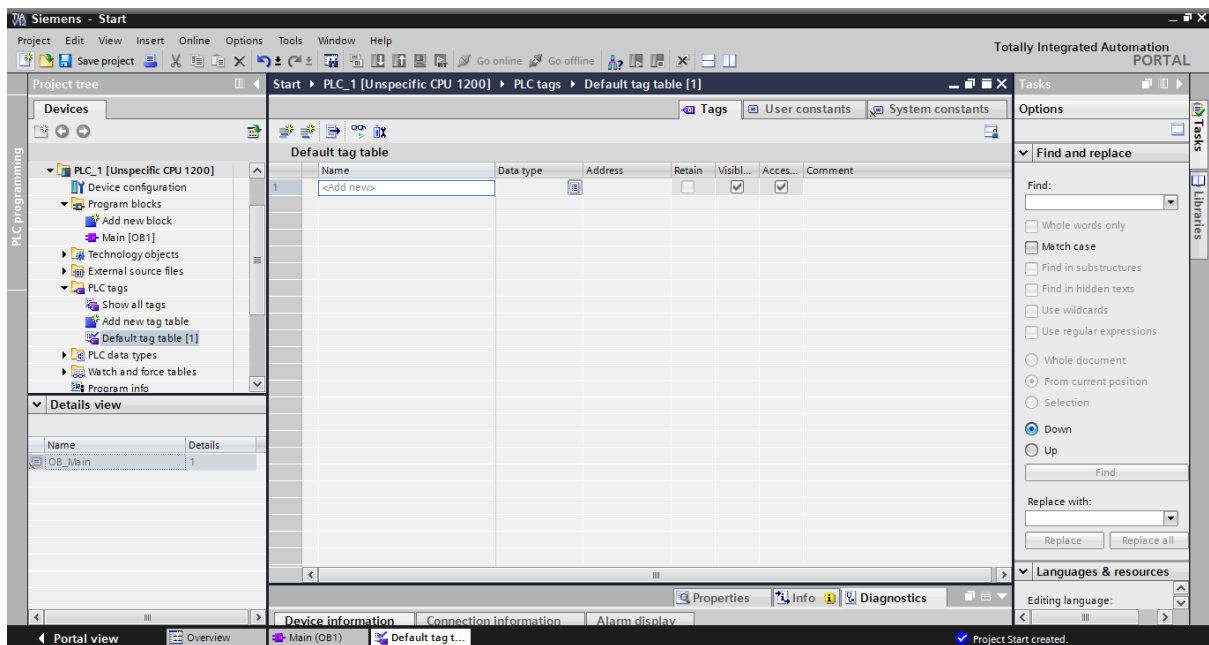 Siemens - Start
Project Edit View Insert Online Options Tools Window Help
Totally Integrated Automation
PORTAL
Save project Go online Go offline
Project tree
Start PLC_1 [Unspecific CPU 1200] PLC tags Default tag table [1]
Tasks
Devices
Tags User constants System constants
Options
Default tag table
Find and replace
PLC programming
Tasks
Libraries
PLC_1 [Unspecific CPU 1200]
Device configuration
Program blocks
Add new block
Main [OB1]
Technology objects
External source files
PLC tags
Show all tags
Add new tag table
Default tag table [1]
PLC data types
Watch and force tables
Program info
Name Data type Address Retain Visibl... Acces... Comment
1 <Add new>
Find:
Whole words only
Match case
Find in substructures
Find in hidden texts
Use wildcards
Use regular expressions
Whole document
From current position
Selection
Down
Up
Find
Replace with:
Replace Replace all
Languages & resources
Editing language:
Details view
Name Details
OB_Main 1
Properties Info Diagnostics
Device information Connection information Alarm display
Portal view Overview Main (OB1) Default tag t... Project Start created.